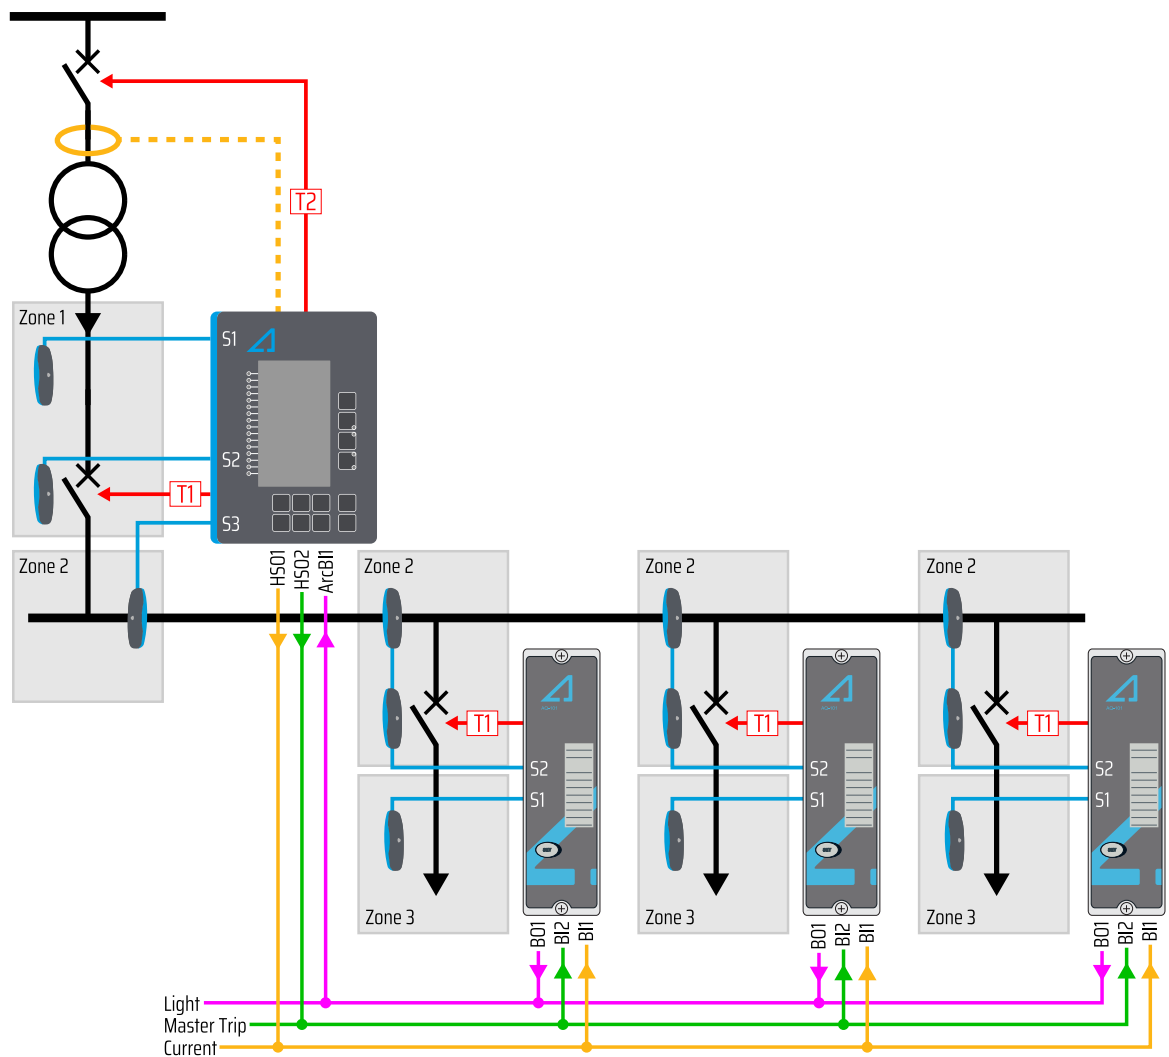 T2
Zone 1
S1
S2
T1
S3
Zone 2
HSO1
HSO2
ArcBI1
Zone 2
Zone 2
Zone 2
T1
T1
T1
S2
S2
S2
S1
S1
S1
Zone 3
Zone 3
Zone 3
BO1
BI2
BI1
BO1
BI2
BI1
BO1
BI2
BI1
Light
Master Trip
Current